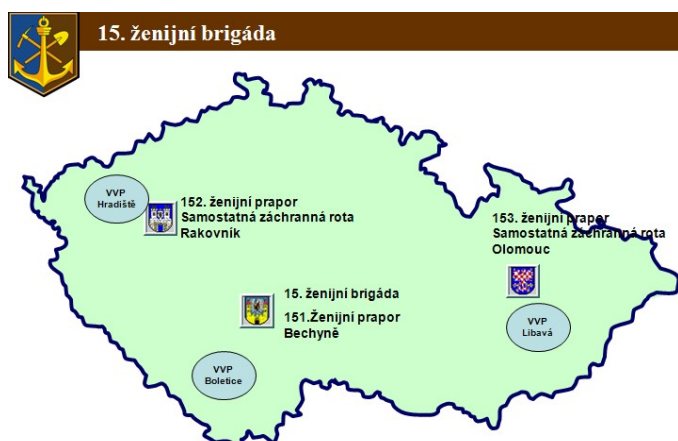 15. ženijní brigáda
VVP
Hradiště
152. ženijní prapor
Samostatná záchranná rota
Rakovník
153. ženijní prapor
Samostatná záchranná rota
Olomouc
15. ženijní brigáda
151.Ženijní prapor
Bechyně
VVP
Libavá
VVP
Boletice